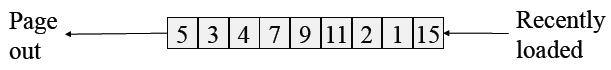 Page
out
5 3 4 7 9 11 2 1 15
Recently
loaded